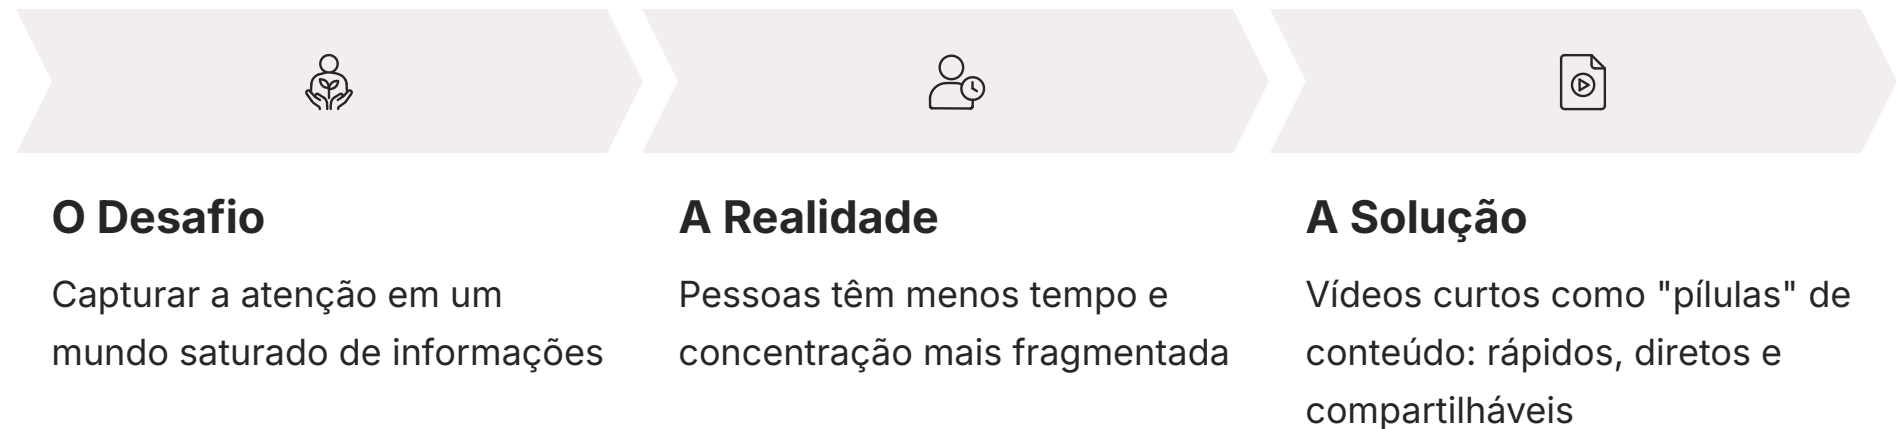 O Desafio
Capturar a atenção em um
mundo saturado de informações
A Realidade
Pessoas têm menos tempo e
concentração mais fragmentada
A Solução
Vídeos curtos como "pílulas" de
conteúdo: rápidos, diretos e
compartilháveis